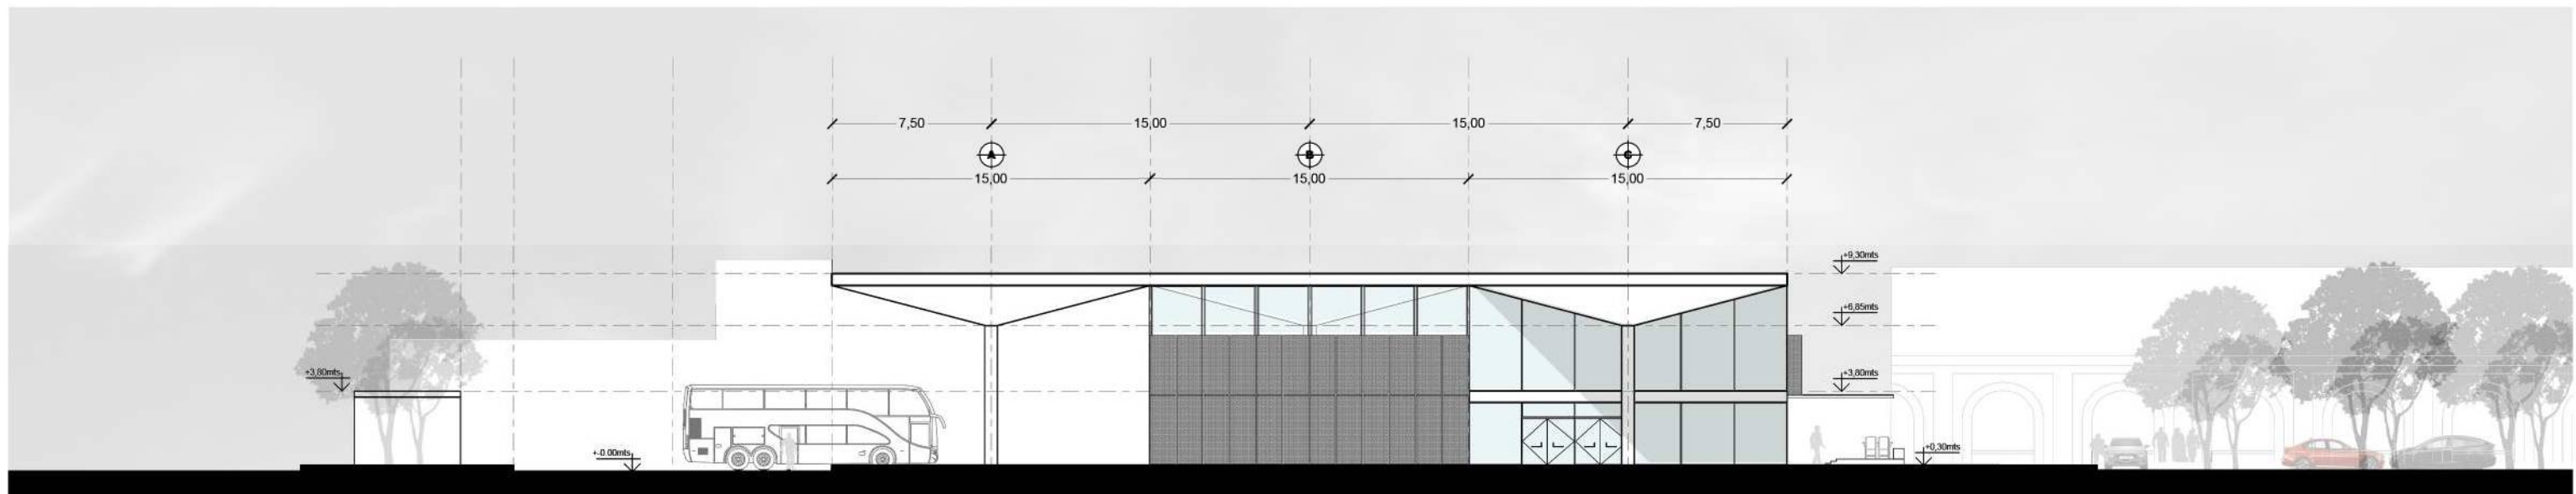 7,50 15,00 15,00 7,50
A B C
15,00 15,00 15,00
+9,30mts
+6,85mts
+3,80mts +3,80mts
+-0.00mts +0,30mts